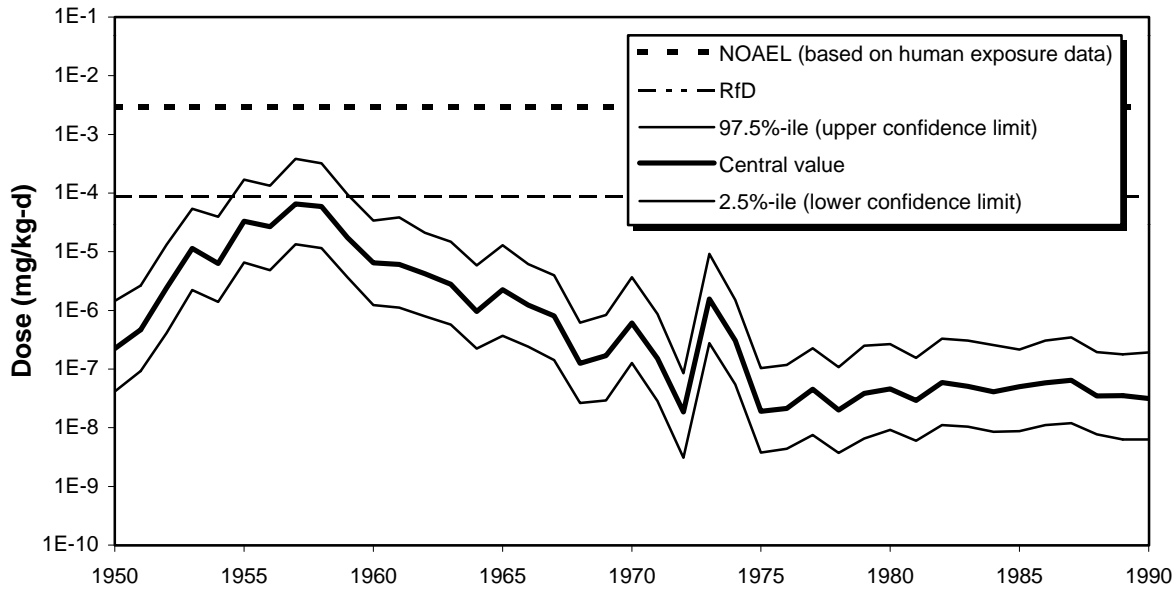 1E-1
1E-2
1E-3
1E-4
1E-5
1E-6
1E-7
1E-8
1E-9
1E-10
Dose (mg/kg-d)
NOAEL (based on human exposure data)
RfD
97.5%-ile (upper confidence limit)
Central value
2.5%-ile (lower confidence limit)
1950 1955 1960 1965 1970 1975 1980 1985 1990